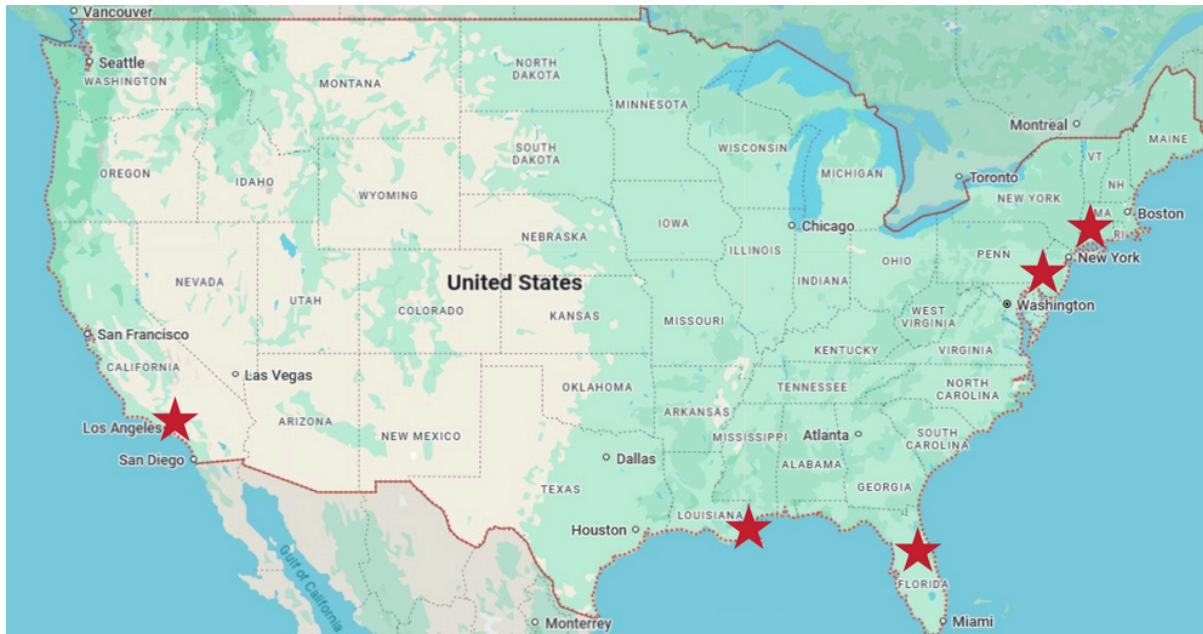 Vancouver
Seattle
WASHINGTON
MONTANA
NORTH
DAKOTA
MINNESOTA
Montreal
MAINE
VT
NH
OREGON
IDAHO
SOUTH
DAKOTA
WISCONSIN
MICHIGAN
Toronto
WYOMING
NEW YORK
MA
Boston
RI
IOWA
Chicago
NEBRASKA
ILLINOIS
INDIANA
OHIO
PENN
New York
NEVADA
UTAH
United States
COLORADO
KANSAS
MISSOURI
WEST
VIRGINIA
Washington
San Francisco
CALIFORNIA
Las Vegas
KENTUCKY
VIRGINIA
OKLAHOMA
TENNESSEE
NORTH
CAROLINA
Los Angeles
ARIZONA
NEW MEXICO
ARKANSAS
MISSISSIPPI
Atlanta
SOUTH
CAROLINA
San Diego
Dallas
ALABAMA
TEXAS
GEORGIA
LOUISIANA
Houston
Gulf of California
FLORIDA
Monterrey
Miami